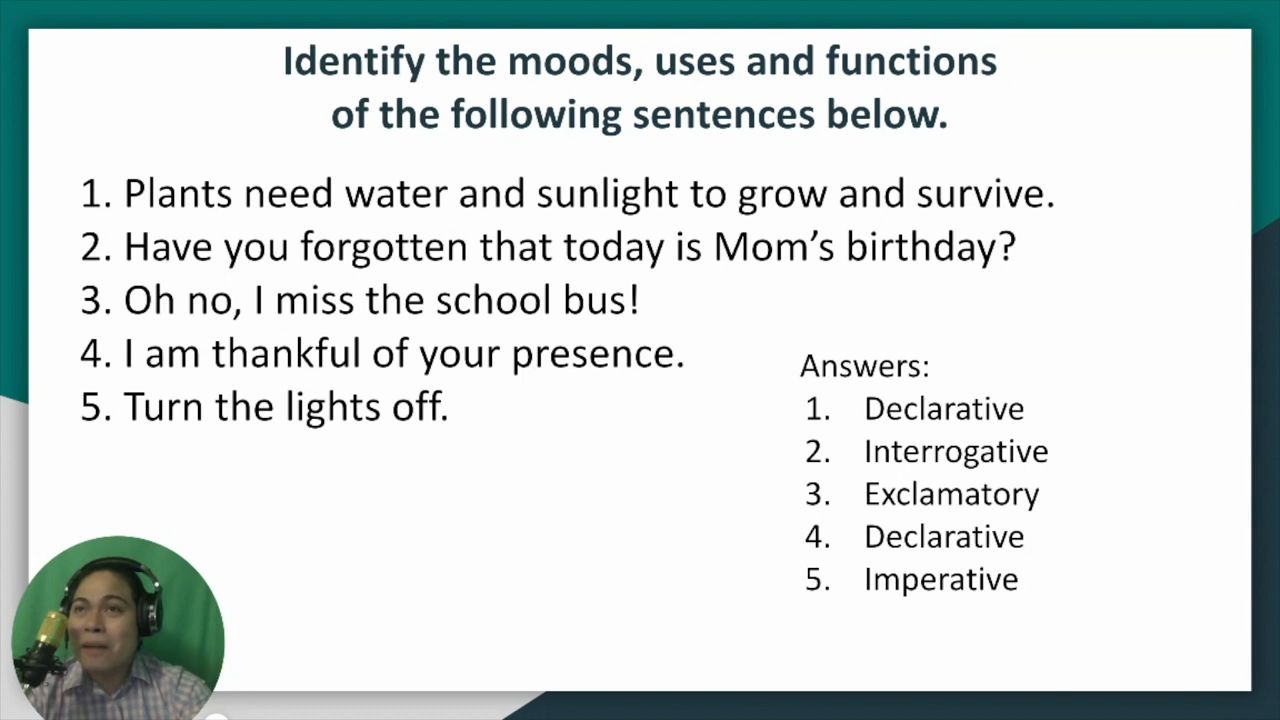 Identify the moods, uses and functions
of the following sentences below.
1. Plants need water and sunlight to grow and survive.
2. Have you forgotten that today is Mom’s birthday?
3. Oh no, I miss the school bus!
4. I am thankful of your presence.
5. Turn the lights off.
Answers:
1. Declarative
2. Interrogative
3. Exclamatory
4. Declarative
5. Imperative